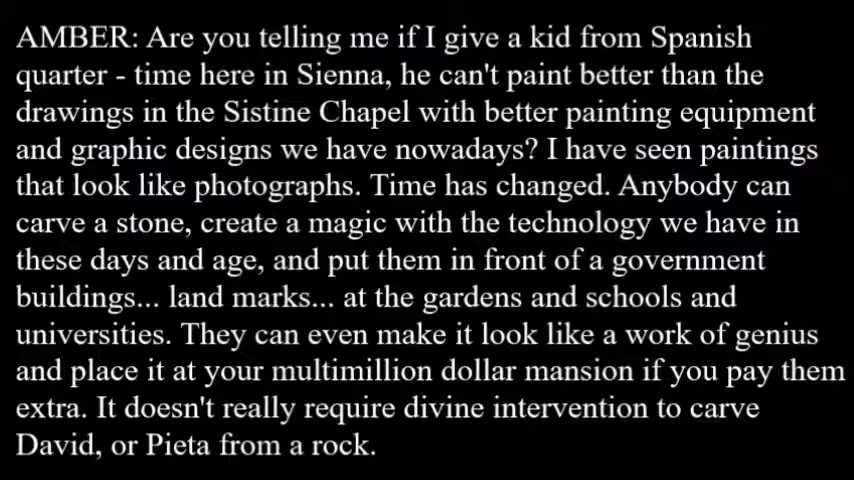 AMBER: Are you telling me if I give a kid from Spanish
quarter - time here in Sienna, he can't paint better than the
drawings in the Sistine Chapel with better painting equipment
and graphic designs we have nowadays? I have seen paintings
that look like photographs. Time has changed. Anybody can
carve a stone, create a magic with the technology we have in
these days and age, and put them in front of a government
buildings... land marks... at the gardens and schools and
universities. They can even make it look like a work of genius
and place it at your multimillion dollar mansion if you pay them
extra. It doesn't really require divine intervention to carve
David, or Pieta from a rock.